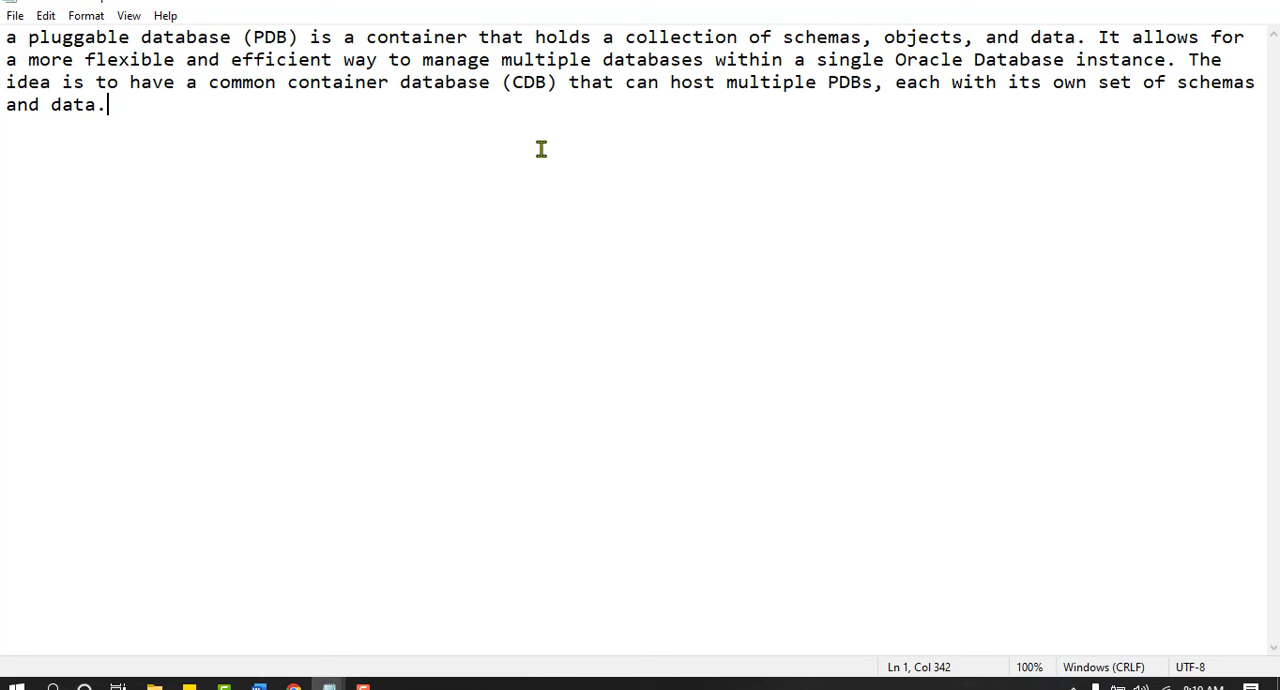 File Edit Format View Help
a pluggable database (PDB) is a container that holds a collection of schemas, objects, and data. It allows for
a more flexible and efficient way to manage multiple databases within a single Oracle Database instance. The
idea is to have a common container database (CDB) that can host multiple PDBs, each with its own set of schemas
and data.
Ln 1, Col 342 100% Windows (CRLF) UTF-8